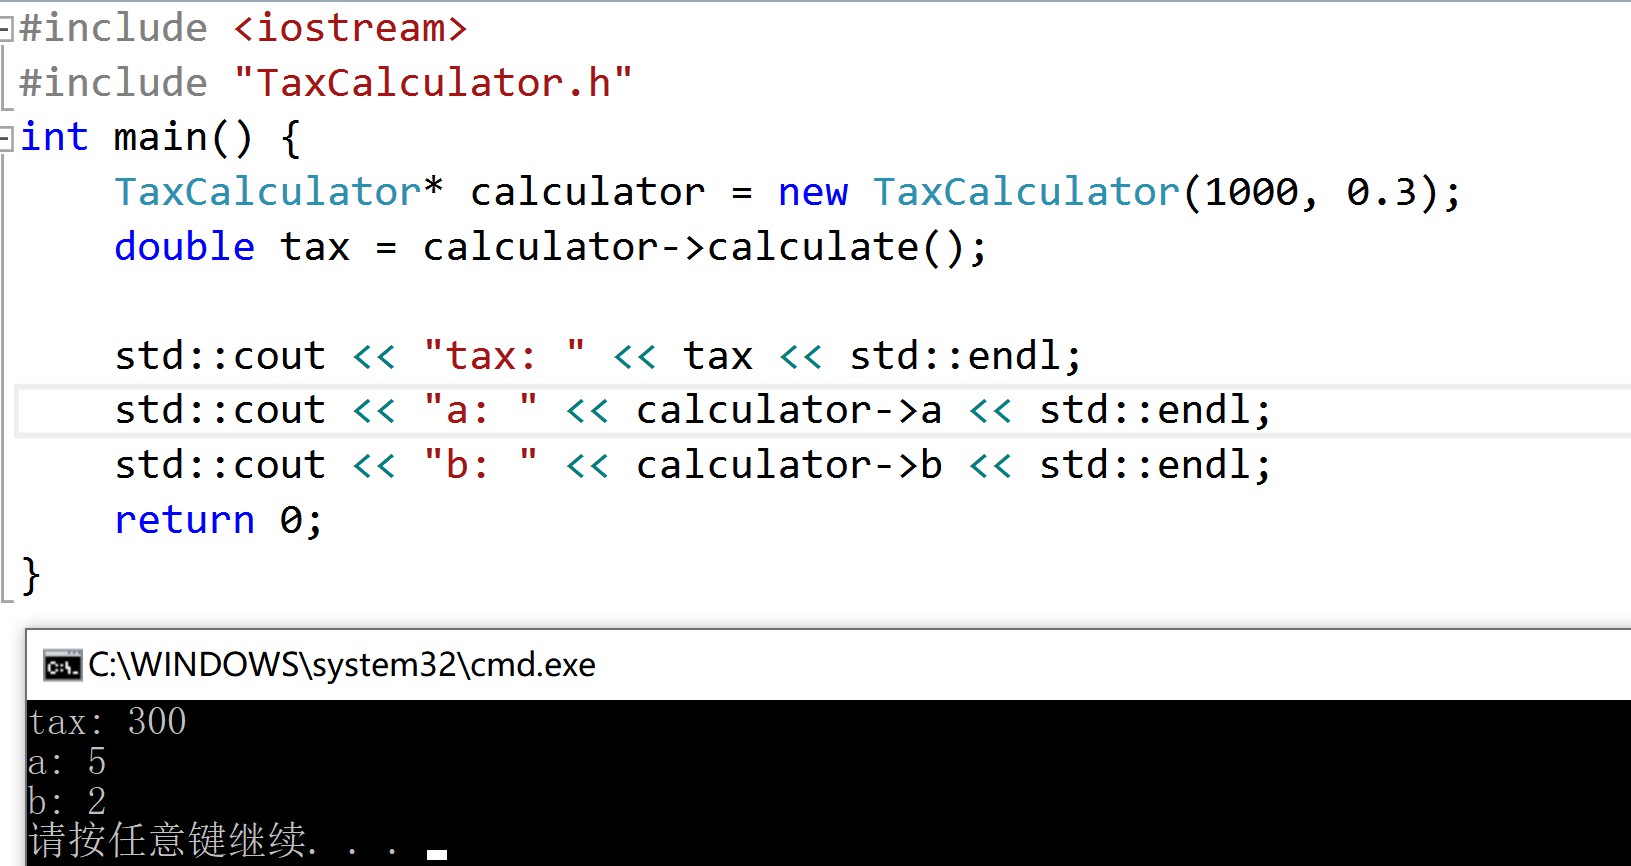 #include <iostream>
#include "TaxCalculator.h"
int main() {
    TaxCalculator* calculator = new TaxCalculator(1000, 0.3);
    double tax = calculator->calculate();
    std::cout << "tax: " << tax << std::endl;
    std::cout << "a: " << calculator->a << std::endl;
    std::cout << "b: " << calculator->b << std::endl;
    return 0;
}
C:\WINDOWS\system32\cmd.exe
tax: 300
a: 5
b: 2
请按任意键继续. . .